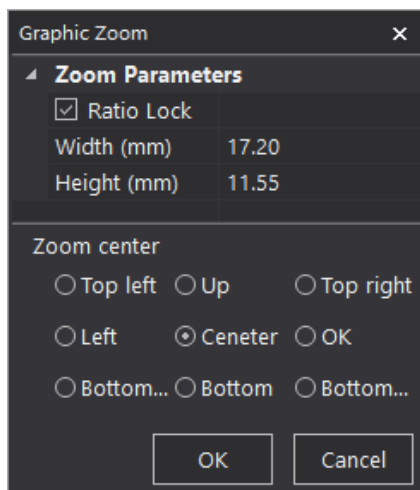 Graphic Zoom
Zoom Parameters
Ratio Lock
Width (mm) 17.20
Height (mm) 11.55
Zoom center
Top left Up Top right
Left Ceneter OK
Bottom... Bottom Bottom...
OK Cancel